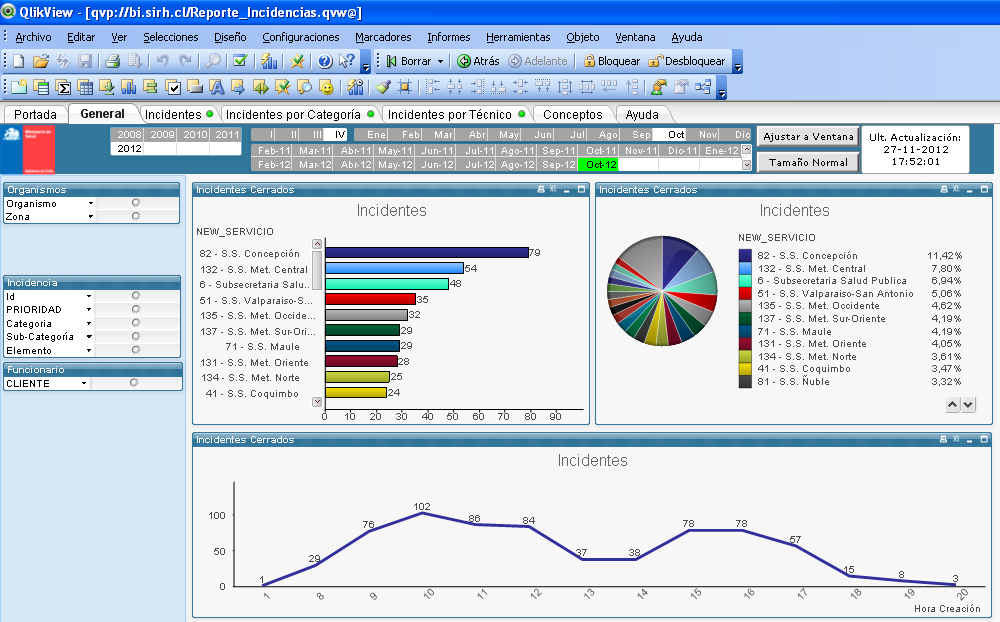 QlikView - [qvp://bi.sirh.cl/Reporte_Incidencias.qvw@]
Archivo Editar Ver Selecciones Diseño Configuraciones Marcadores Informes Herramientas Objeto Ventana Ayuda
Borrar Atrás Adelante Bloquear Desbloquear
Portada General Incidentes Incidentes por Categoría Incidentes por Técnico Conceptos Ayuda
2008 2009 2010 2011
2012
I II III IV
Ene Feb Mar Abr May Jun Jul Ago Sep Oct Nov Dic
Feb-11 Mar-11 Abr-11 May-11 Jun-11 Jul-11 Ago-11 Sep-11 Oct-11 Nov-11 Dic-11 Ene-12
Feb-12 Mar-12 Abr-12 May-12 Jun-12 Jul-12 Ago-12 Sep-12 Oct-12
Ajustar a Ventana
Tamaño Normal
Ult. Actualización:
27-11-2012
17:52:01
Organismos
Organismo
Zona
Incidencia
Id
PRIORIDAD
Categoria
Sub-Categoría
Elemento
Funcionario
CLIENTE
Incidentes Cerrados XL
Incidentes
NEW_SERVICIO
82 - S.S. Concepción 79
132 - S.S. Met. Central 54
6 - Subsecretaria Salu... 48
51 - S.S. Valparaiso-S... 35
135 - S.S. Met. Occide... 32
137 - S.S. Met. Sur-Ori... 29
71 - S.S. Maule 29
131 - S.S. Met. Oriente 28
134 - S.S. Met. Norte 25
41 - S.S. Coquimbo 24
0 10 20 30 40 50 60 70 80 90
Incidentes Cerrados XL
Incidentes
NEW_SERVICIO
82 - S.S. Concepción 11,42%
132 - S.S. Met. Central 7,80%
6 - Subsecretaria Salud Publica 6,94%
51 - S.S. Valparaiso-San Antonio 5,06%
135 - S.S. Met. Occidente 4,62%
137 - S.S. Met. Sur-Oriente 4,19%
71 - S.S. Maule 4,19%
131 - S.S. Met. Oriente 4,05%
134 - S.S. Met. Norte 3,61%
41 - S.S. Coquimbo 3,47%
81 - S.S. Ñuble 3,32%
Incidentes Cerrados XL
Incidentes
100
50
0
1 29 76 102 86 84 37 38 78 78 57 15 8 3
1 8 9 10 11 12 13 14 15 16 17 18 19 20
Hora Creación